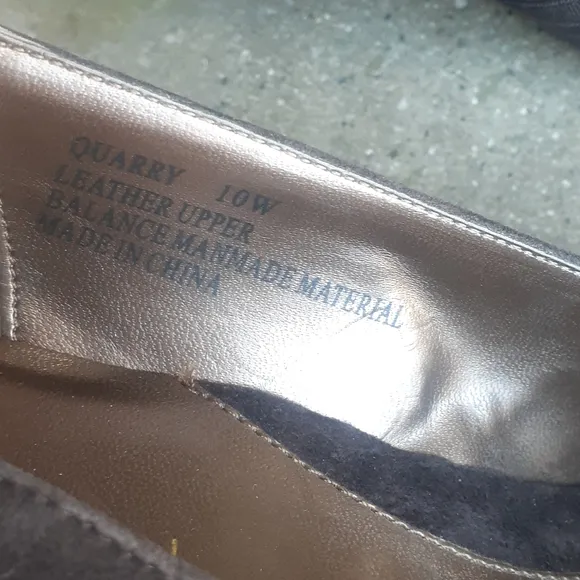 QUARRY 10W
LEATHER UPPER
BALANCE MANMADE MATERIAL
MADE IN CHINA